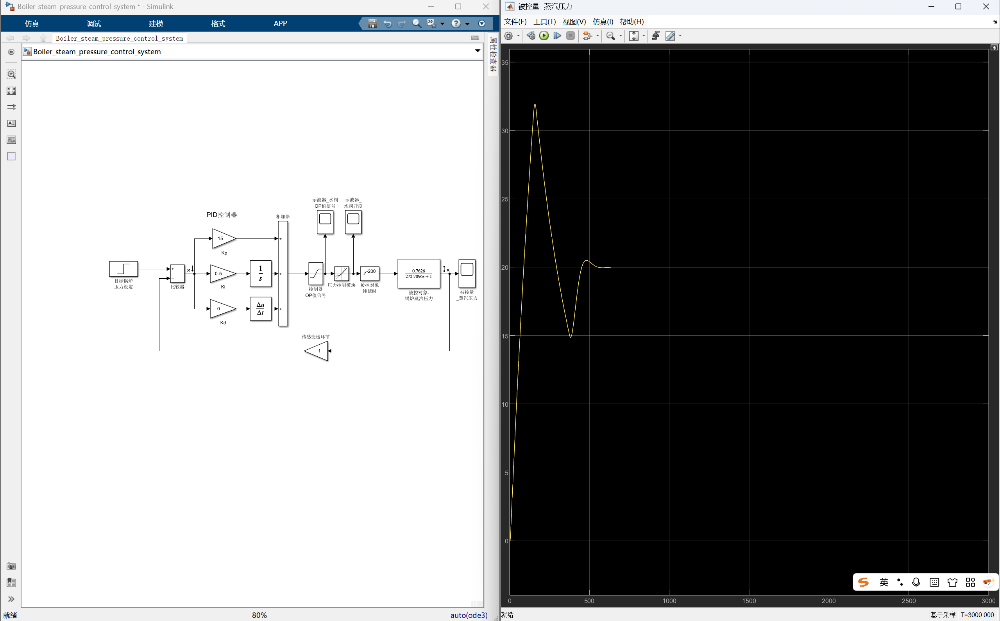 Boiler_steam_pressure_control_system * - Simulink
仿真 调试 建模 格式 APP
Boiler_steam_pressure_control_system
Boiler_steam_pressure_control_system
属性检查器
示波器_水阀
OP值信号
示波器_
水阀开度
PID控制器
相加器
15
+
Kp
目标锅炉
压力设定
+
−
比较器
0.5
Ki
1
s
+
控制器
OP值信号
压力控制模块
Z-200
被控对象
纯延时
0.7626
272.7096s+1
被控对象-
锅炉蒸汽压力
被控量
_蒸汽压力
0
Kd
Δu
Δt
+
传感变送环节
1
就绪
80%
auto(ode3)
被控量 _蒸汽压力
文件(F) 工具(T) 视图(V) 仿真(I) 帮助(H)
35
30
25
20
15
10
5
0
0 500 1000 1500 2000 2500 3000
英
就绪
基于采样 T=3000.000